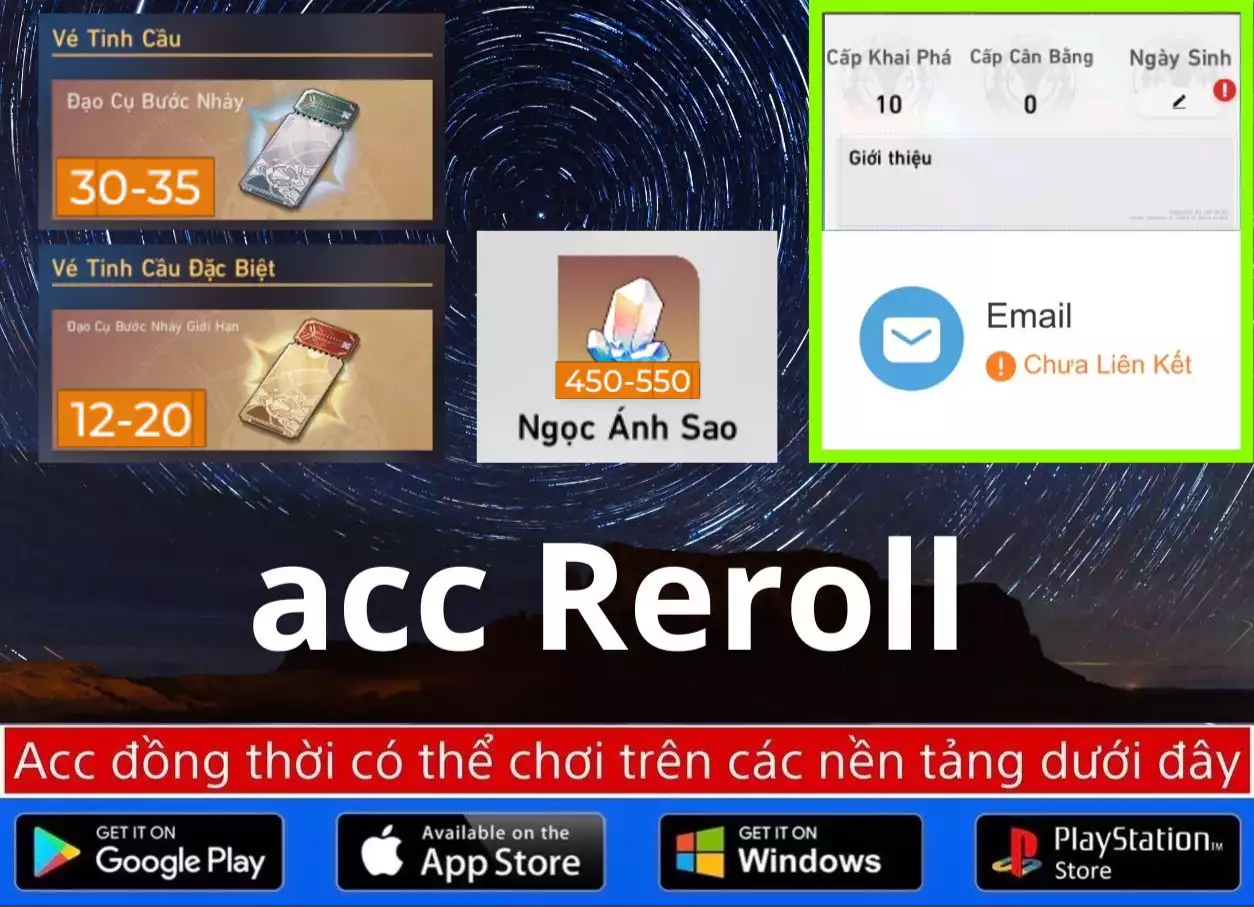 Vé Tinh Cầu
Đạo Cụ Bước Nhảy
30-35
Vé Tinh Cầu Đặc Biệt
Đạo Cụ Bước Nhảy Giới Hạn
12-20
450-550
Ngọc Ánh Sao
Cấp Khai Phá Cấp Cân Bằng Ngày Sinh
10 0
Giới thiệu
Email
Chưa Liên Kết
acc Reroll
Acc đồng thời có thể chơi trên các nền tảng dưới đây
GET IT ON
Google Play
Available on the
App Store
GET IT ON
Windows
PlayStation™
Store